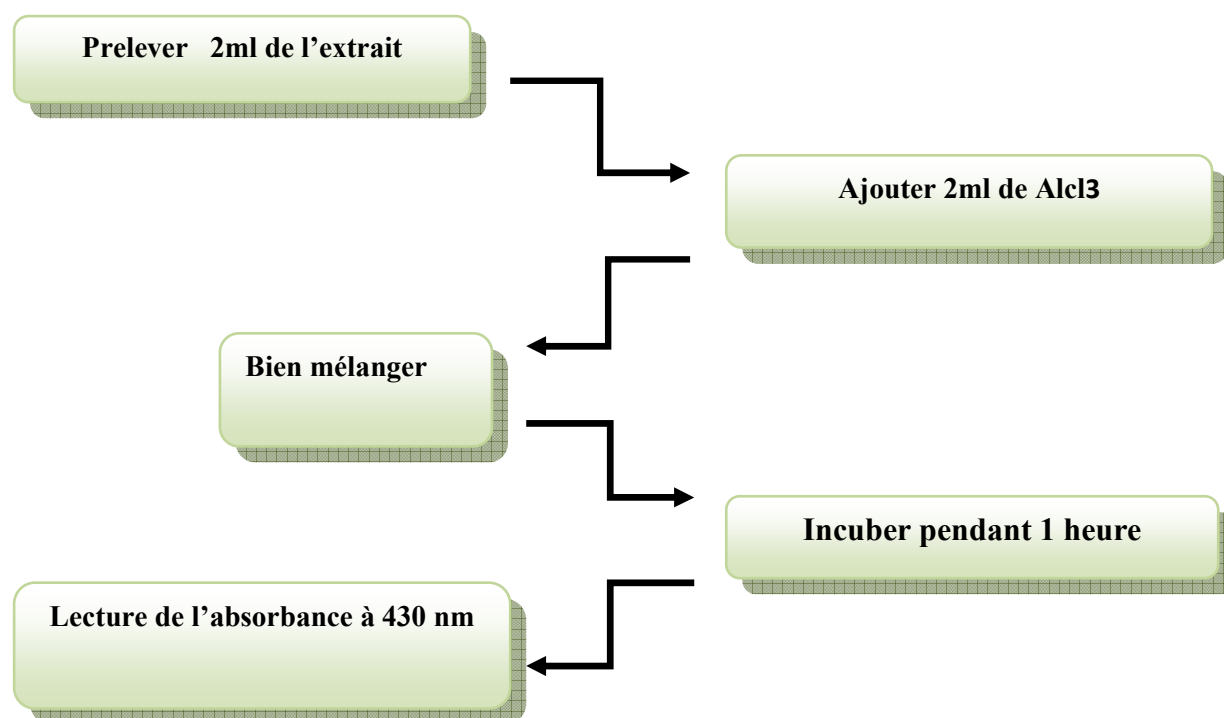 Prelever 2ml de l’extrait
Ajouter 2ml de Alcl3
Bien mélanger
Incuber pendant 1 heure
Lecture de l’absorbance à 430 nm